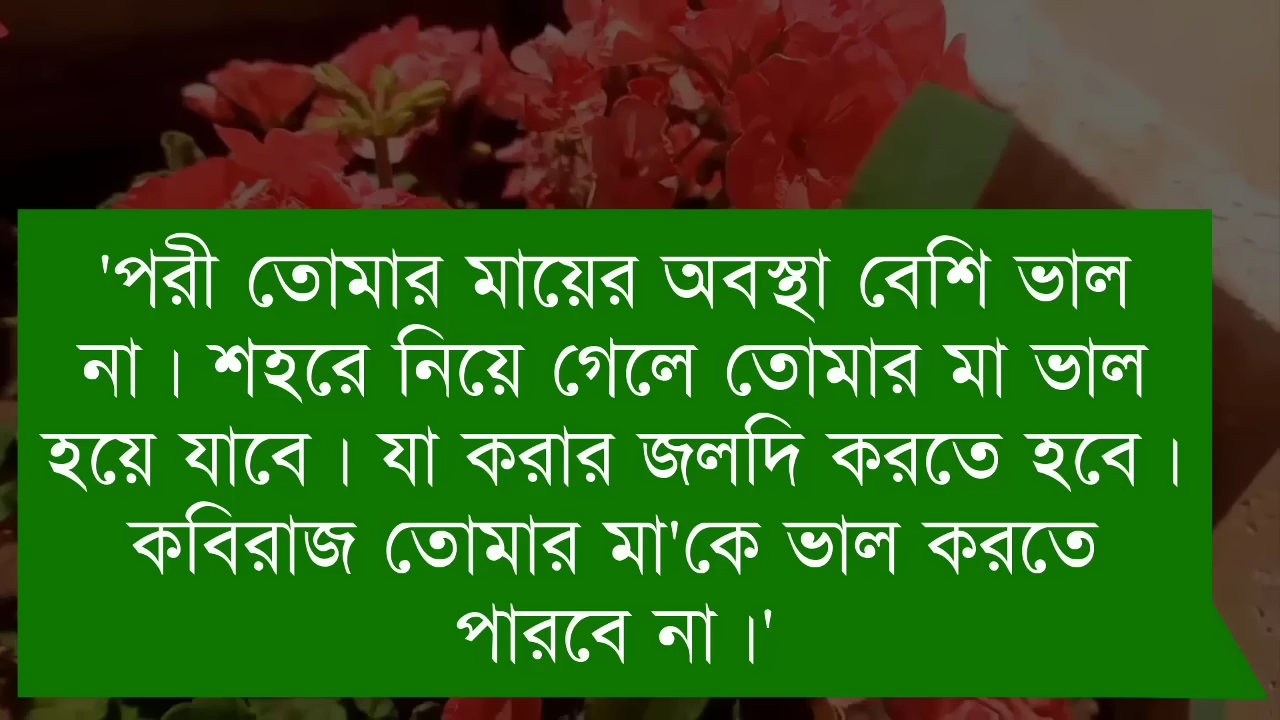 'পরী তোমার মায়ের অবস্থা বেশি ভাল
না। শহরে নিয়ে গেলে তোমার মা ভাল
হয়ে যাবে। যা করার জলদি করতে হবে।
কবিরাজ তোমার মা'কে ভাল করতে
পারবে না।'